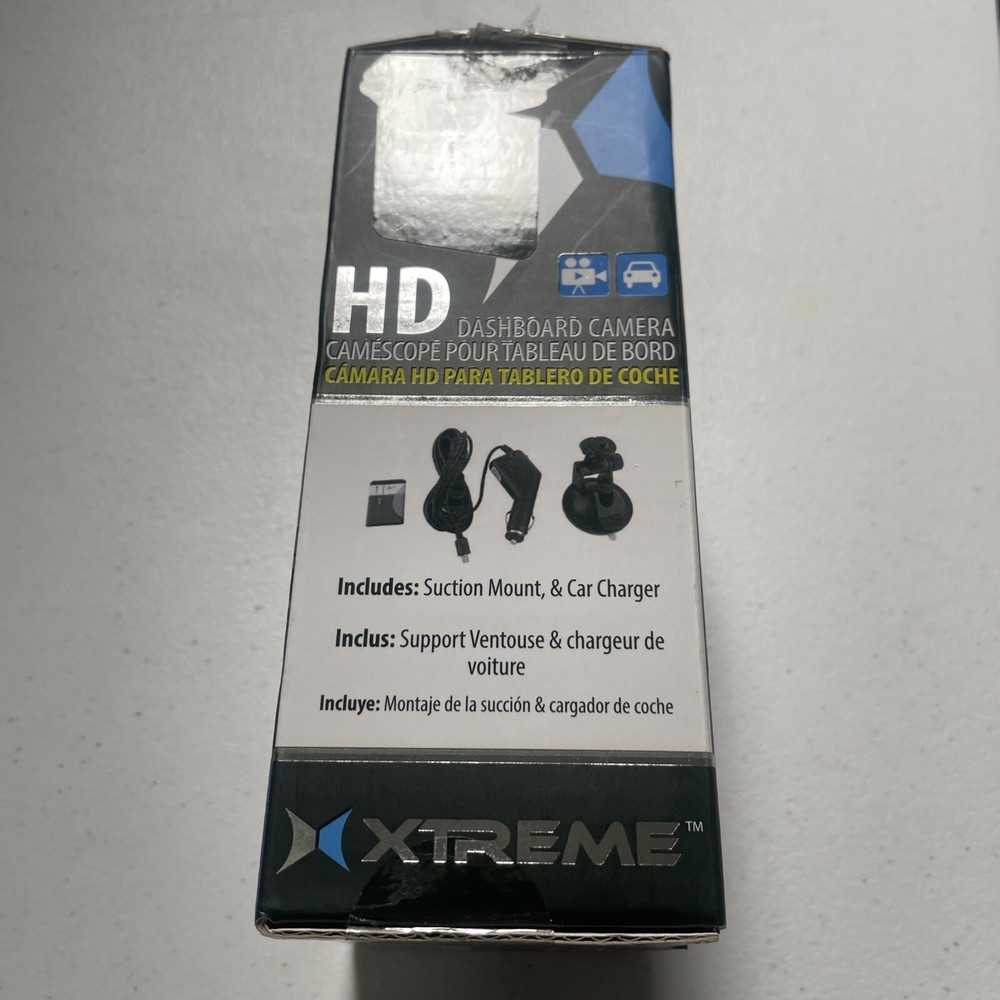 HD
DASHBOARD CAMERA
CAMÉSCOPE POUR TABLEAU DE BORD
CÁMARA HD PARA TABLERO DE COCHE
Includes: Suction Mount, & Car Charger
Inclus: Support Ventouse & chargeur de
voiture
Incluye: Montaje de la succión & cargador de coche
XTREME™